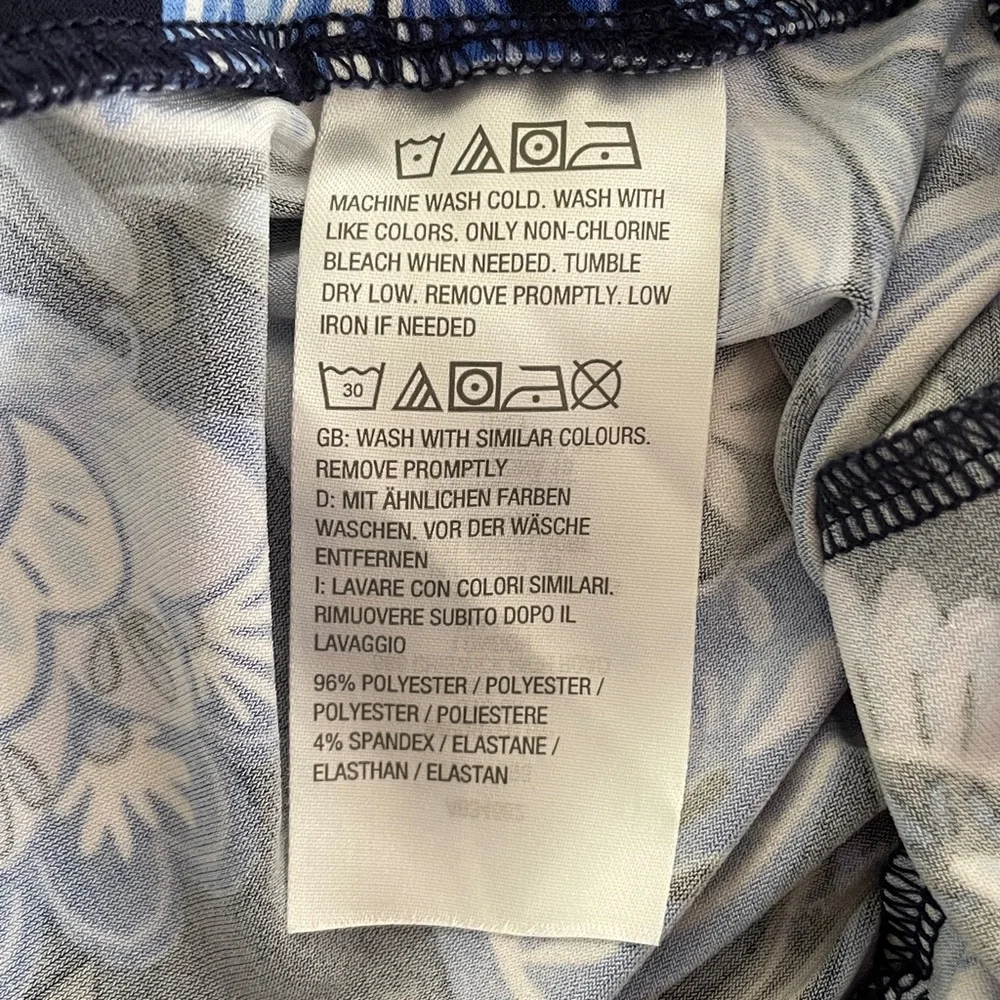 MACHINE WASH COLD. WASH WITH
LIKE COLORS. ONLY NON-CHLORINE
BLEACH WHEN NEEDED. TUMBLE
DRY LOW. REMOVE PROMPTLY. LOW
IRON IF NEEDED
30
GB: WASH WITH SIMILAR COLOURS.
REMOVE PROMPTLY
D: MIT ÄHNLICHEN FARBEN
WASCHEN. VOR DER WÄSCHE
ENTFERNEN
I: LAVARE CON COLORI SIMILARI.
RIMUOVERE SUBITO DOPO IL
LAVAGGIO
96% POLYESTER / POLYESTER /
POLYESTER / POLIESTERE
4% SPANDEX / ELASTANE /
ELASTHAN / ELASTAN